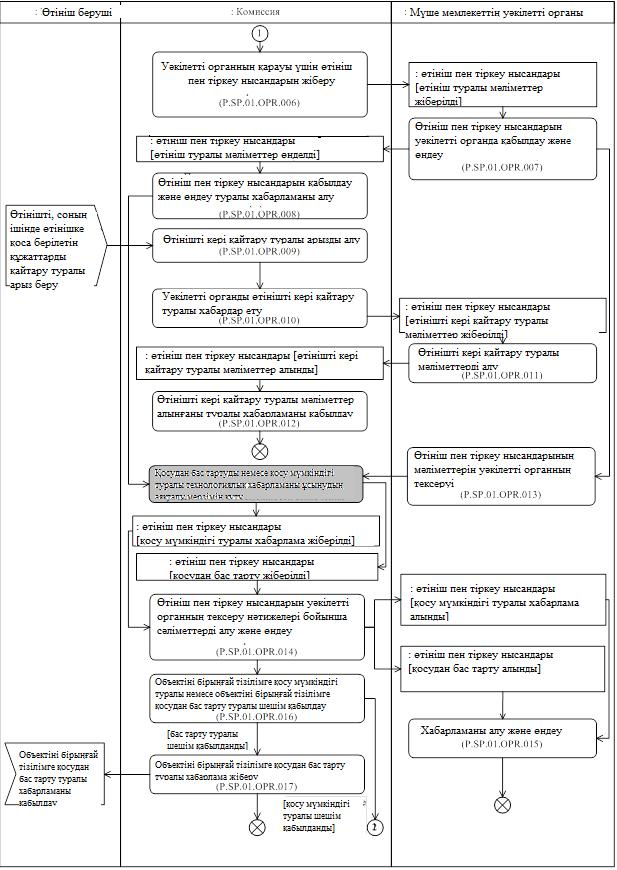 : Өтініш беруші
: Комиссия
: Мүше мемлекеттің уәкілетті органы
1
Уәкілетті органның қарауы үшін өтініш
пен тіркеу нысандарын жіберу
(P.SP.01.OPR.006)
: өтініш пен тіркеу нысандары
[өтініш туралы мәліметтер
жіберілді]
Өтініш пен тіркеу нысандарын
уәкілетті органда қабылдау және
өңдеу
(P.SP.01.OPR.007)
: өтініш пен тіркеу нысандары
[өтініш туралы мәліметтер өңделді]
Өтініш пен тіркеу нысандарын қабылдау
және өңдеу туралы хабарламаны алу
(P.SP.01.OPR.008)
Өтінішті, соның
ішінде өтінішке
қоса берілетін
құжаттарды
қайтару туралы
арыз беру
Өтінішті кері қайтару туралы арызды алу
(P.SP.01.OPR.009)
Уәкілетті органды өтінішті кері қайтару
туралы хабардар ету
(P.SP.01.OPR.010)
: өтініш пен тіркеу нысандары
[өтінішті кері қайтару туралы
мәліметтер жіберілді]
: өтініш пен тіркеу нысандары [өтінішті кері
қайтару туралы мәліметтер алынды]
Өтінішті кері қайтару туралы
мәліметтерді алу
(P.SP.01.OPR.011)
Өтінішті кері қайтару туралы мәліметтер
алынғаны туралы хабарламаны қабылдау
(P.SP.01.OPR.012)
Өтініш пен тіркеу нысандарының
мәліметтерін уәкілетті органның
тексеруі
(P.SP.01.OPR.013)
Қосудан бас тартуды немесе қосу мүмкіндігі
туралы технологиялық хабарламаны ұсынудың
аяқталу мерзімін күту
: өтініш пен тіркеу нысандары
[қосу мүмкіндігі туралы хабарлама жіберілді]
: өтініш пен тіркеу нысандары
[қосудан бас тарту жіберілді]
: өтініш пен тіркеу нысандары
[қосу мүмкіндігі туралы хабарлама
алынды]
Өтініш пен тіркеу нысандарын уәкілетті
органның тексеру нәтижелері бойынша
сәліметтерді алу және өңдеу
(P.SP.01.OPR.014)
: өтініш пен тіркеу нысандары
[қосудан бас тарту алынды]
Объектіні бірыңғай тізілімге қосу мүмкіндігі
туралы немесе объектіні бірыңғай тізілімге
қосудан бас тарту туралы шешім қабылдау
(P.SP.01.OPR.016)
Хабарламаны алу және өңдеу
(P.SP.01.OPR.015)
[бас тарту туралы
шешім қабылданды]
Объектіні бірыңғай
тізілімге қосудан
бас тарту туралы
хабарламаны
қабылдау
Объектіні бірыңғай тізілімге қосудан бас тарту
туралы хабарлама жіберу
(P.SP.01.OPR.017)
[қосу мүмкіндігі
туралы шешім
қабылданды]
2